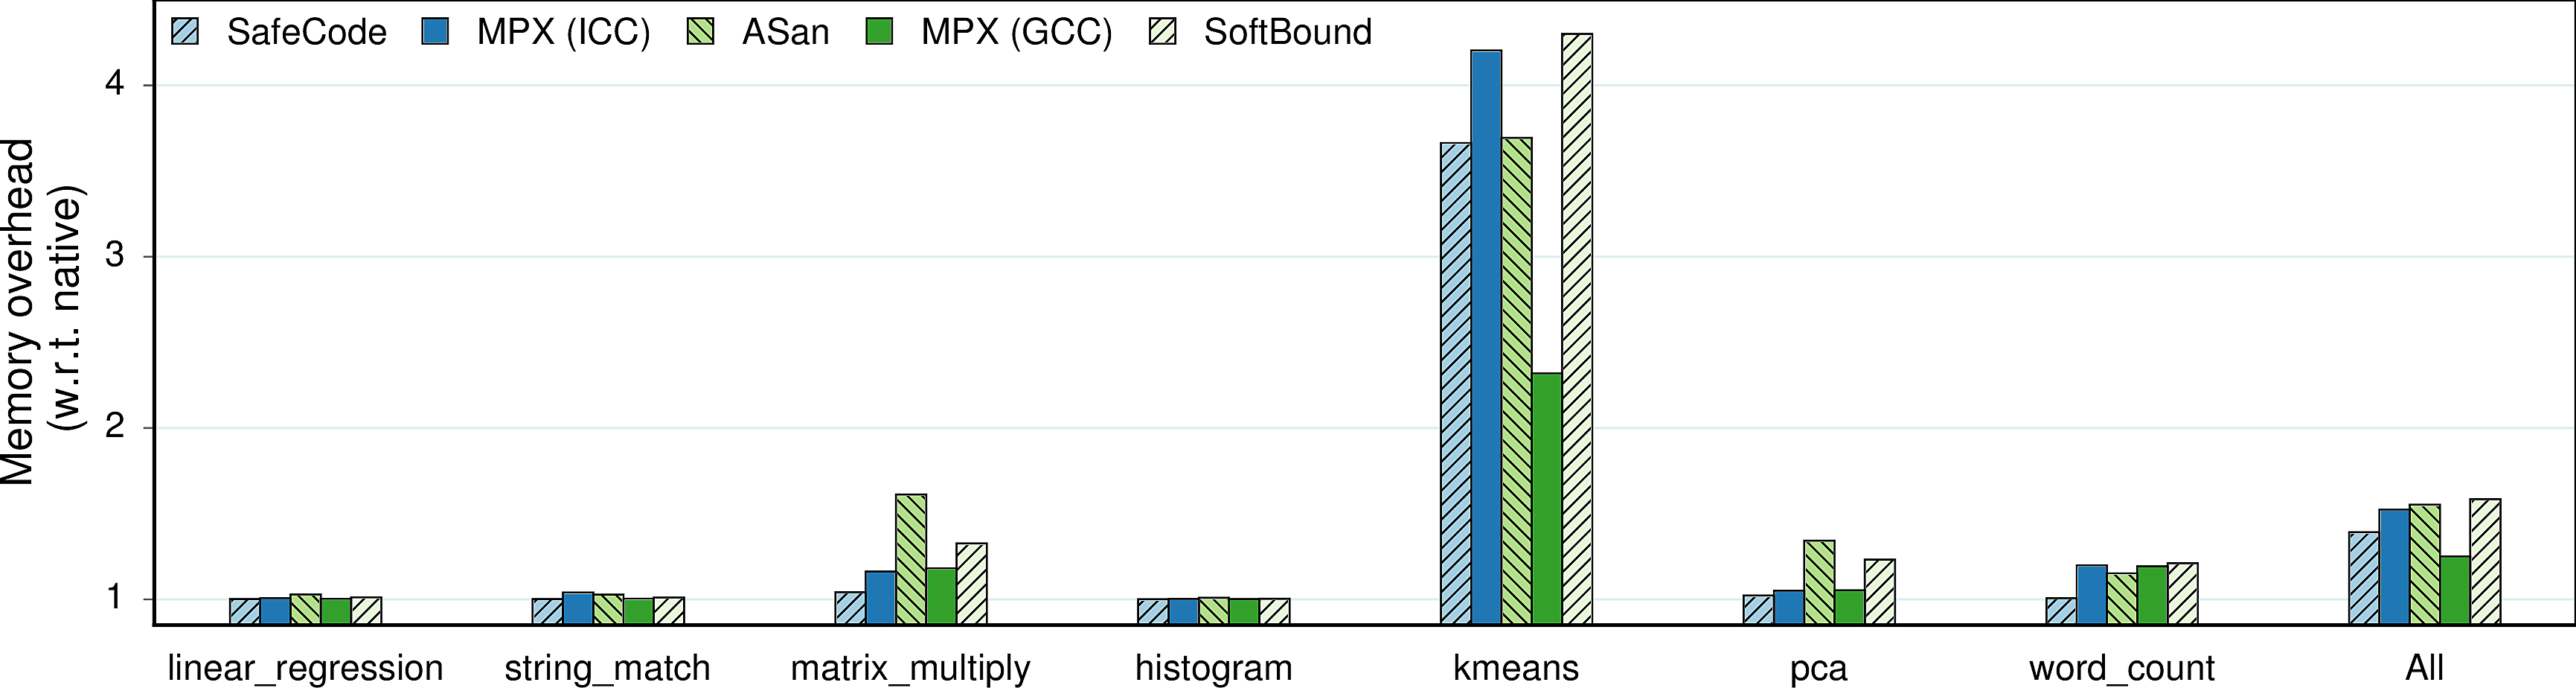 SafeCode MPX (ICC) ASan MPX (GCC) SoftBound
Memory overhead
(w.r.t. native)
4
3
2
1
linear_regression string_match matrix_multiply histogram kmeans pca word_count All